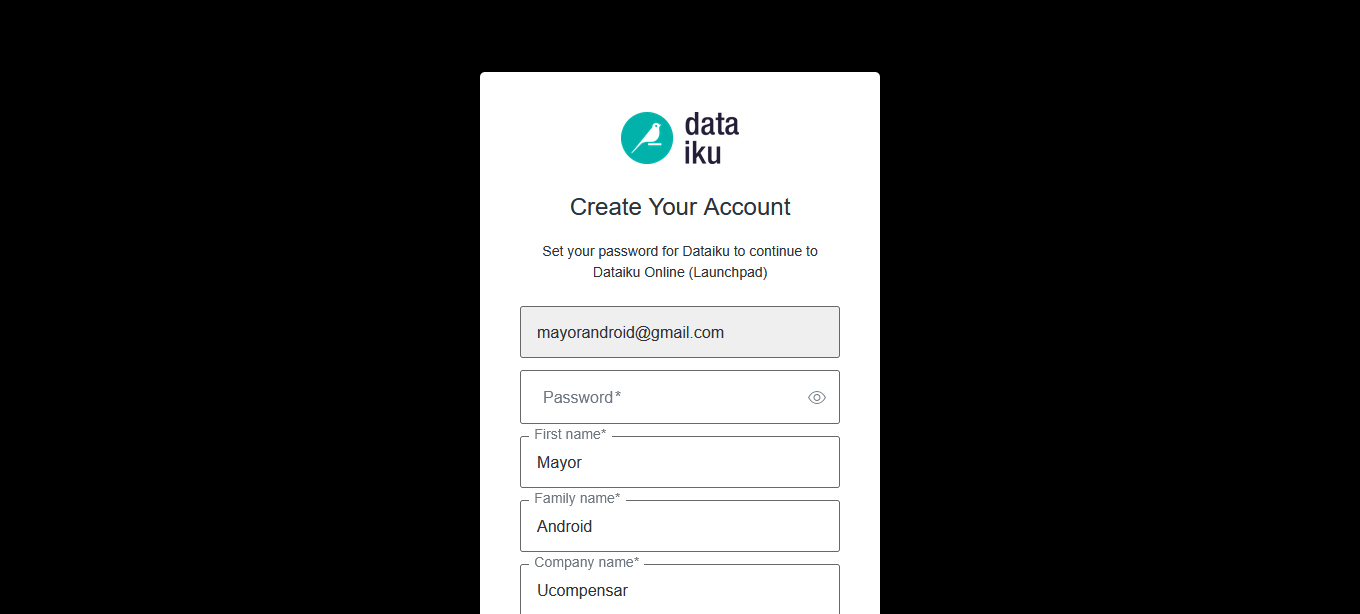 data
iku
Create Your Account
Set your password for Dataiku to continue to
Dataiku Online (Launchpad)
mayorandroid@gmail.com
Password*
First name*
Mayor
Family name*
Android
Company name*
Ucompensar